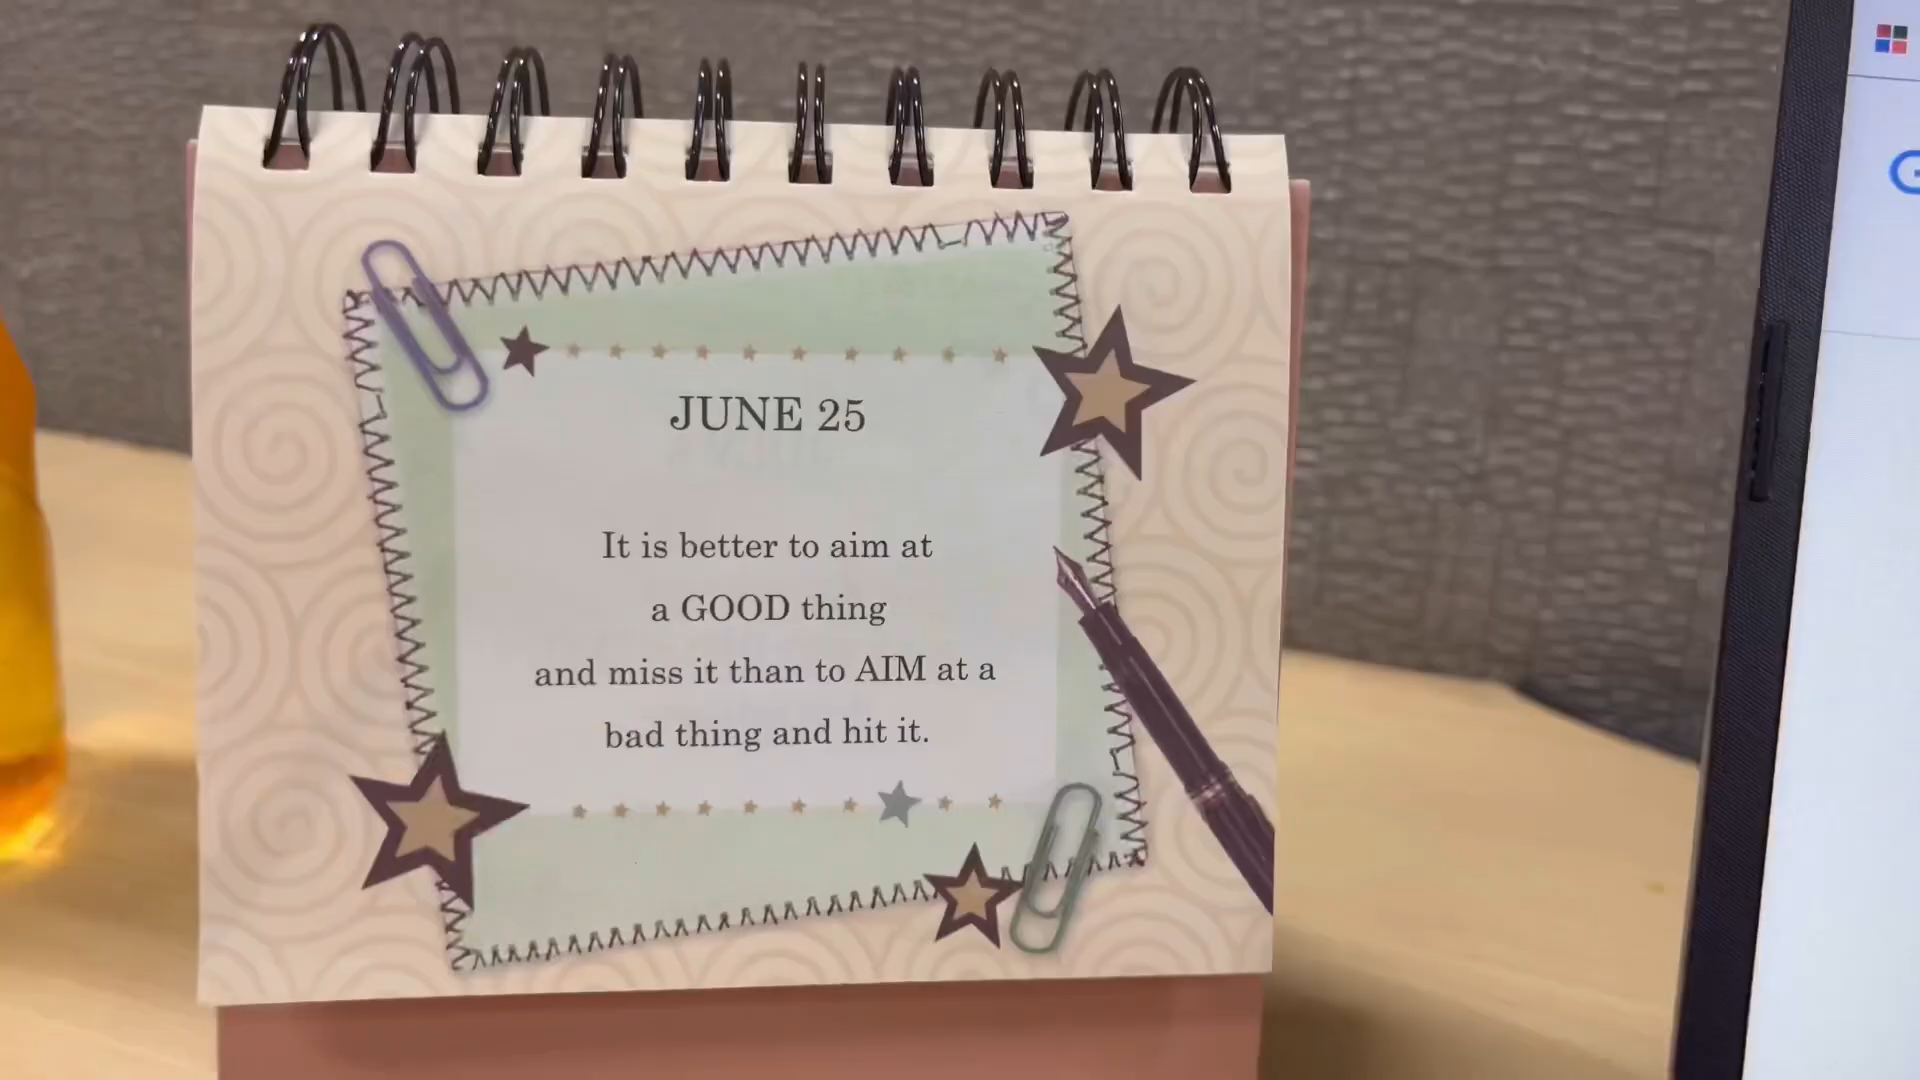 JUNE 25
It is better to aim at
a GOOD thing
and miss it than to AIM at a
bad thing and hit it.